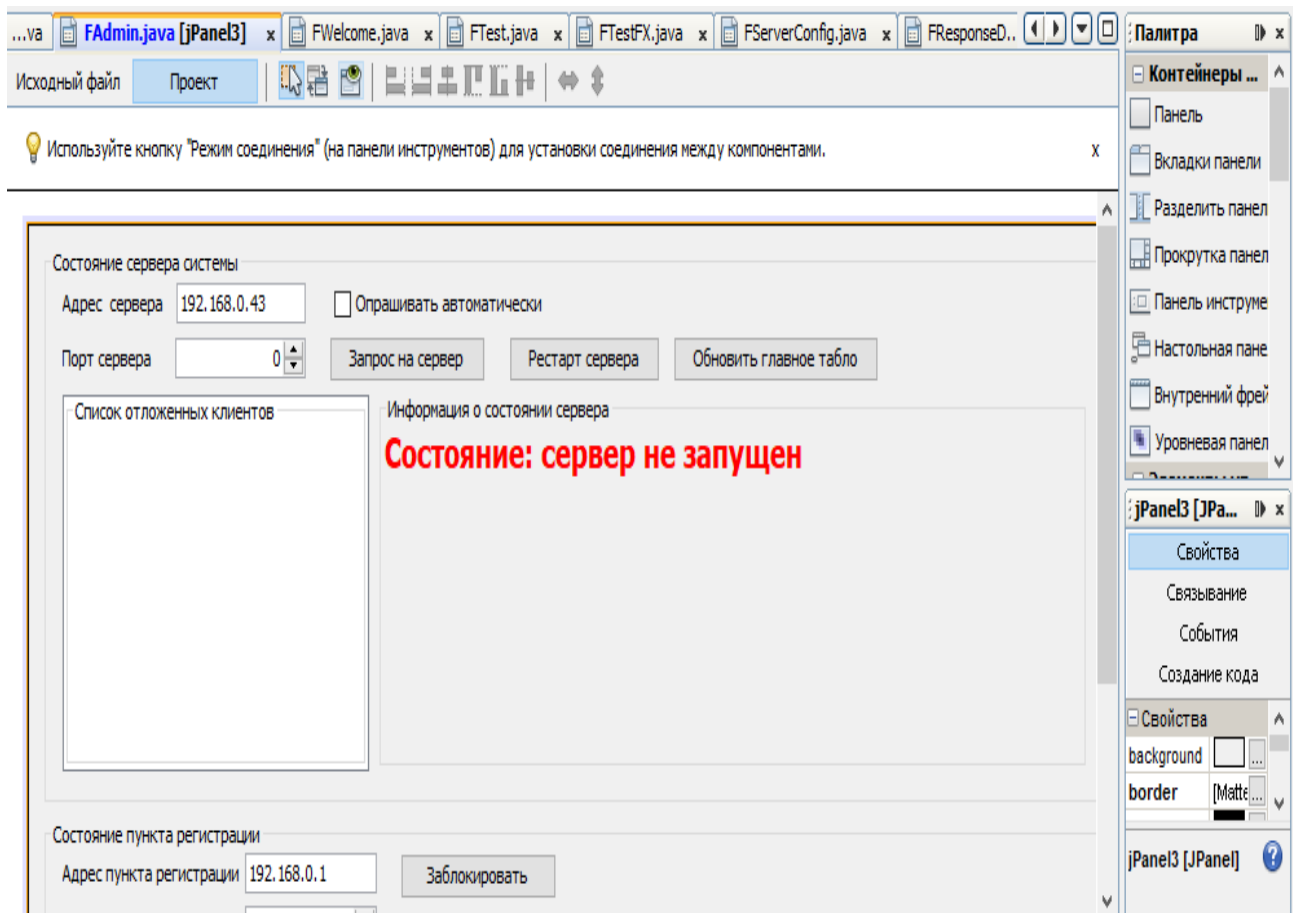 ...va FAdmin.java [jPanel3] x FWelcome.java x FTest.java x FTestFX.java x FServerConfig.java x FResponseD..
Исходный файл Проект
Используйте кнопку "Режим соединения" (на панели инструментов) для установки соединения между компонентами. x
Состояние сервера системы
Адрес сервера 192.168.0.43 Опрашивать автоматически
Порт сервера 0 Запрос на сервер Рестарт сервера Обновить главное табло
Список отложенных клиентов
Информация о состоянии сервера
Состояние: сервер не запущен
Состояние пункта регистрации
Адрес пункта регистрации 192.168.0.1 Заблокировать
Палитра x
Контейнеры ...
Панель
Вкладки панели
Разделить панел
Прокрутка панел
Панель инструме
Настольная пане
Внутренний фрей
Уровневая панел
jPanel3 [JPa... x
Свойства
Связывание
События
Создание кода
Свойства
background ...
border [Matte ...
jPanel3 [JPanel] ?